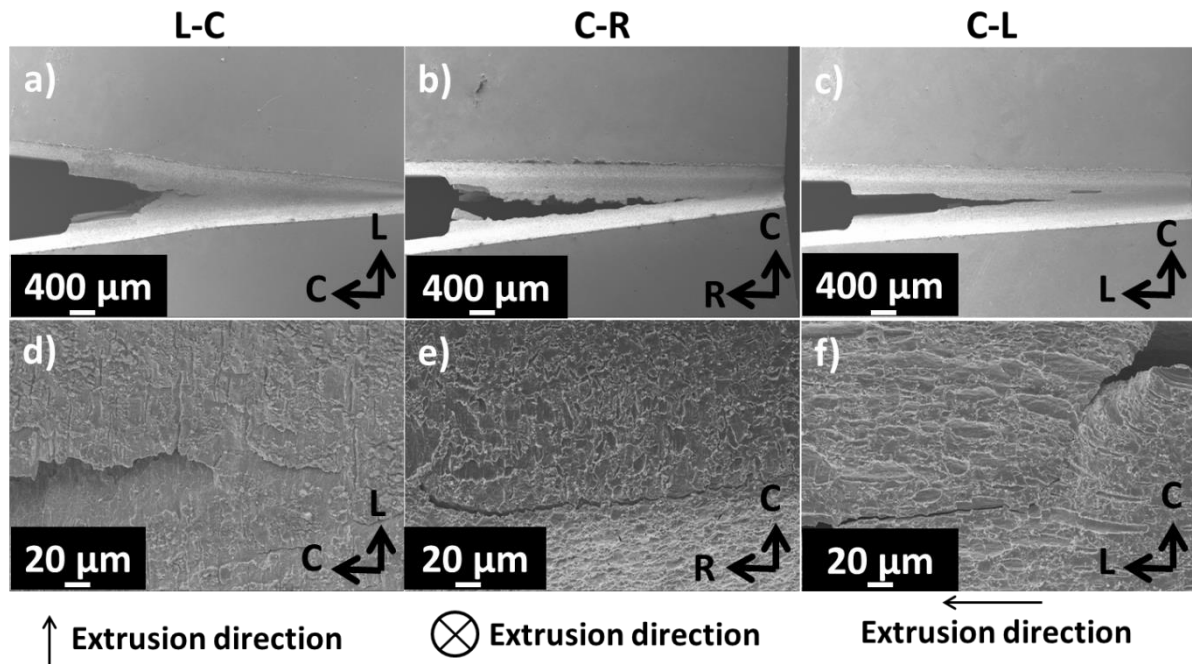 L-C
C-R
C-L
a)
L
C
400 µm
b)
C
R
400 µm
c)
C
L
400 µm
d)
L
C
20 µm
e)
C
R
20 µm
f)
C
L
20 µm
Extrusion direction
Extrusion direction
Extrusion direction